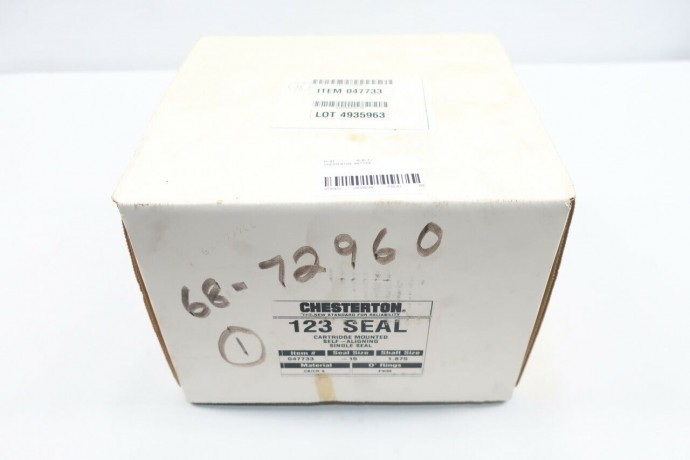 ITEM 047733
LOT 4935963
68-72960
1
CHESTERTON
THE NEW STANDARD FOR RELIABILITY
123 SEAL
CARTRIDGE MOUNTED
SELF-ALIGNING
SINGLE SEAL
Item # Seal Size Shaft Size
047733 -15 1.875
Material O' Rings